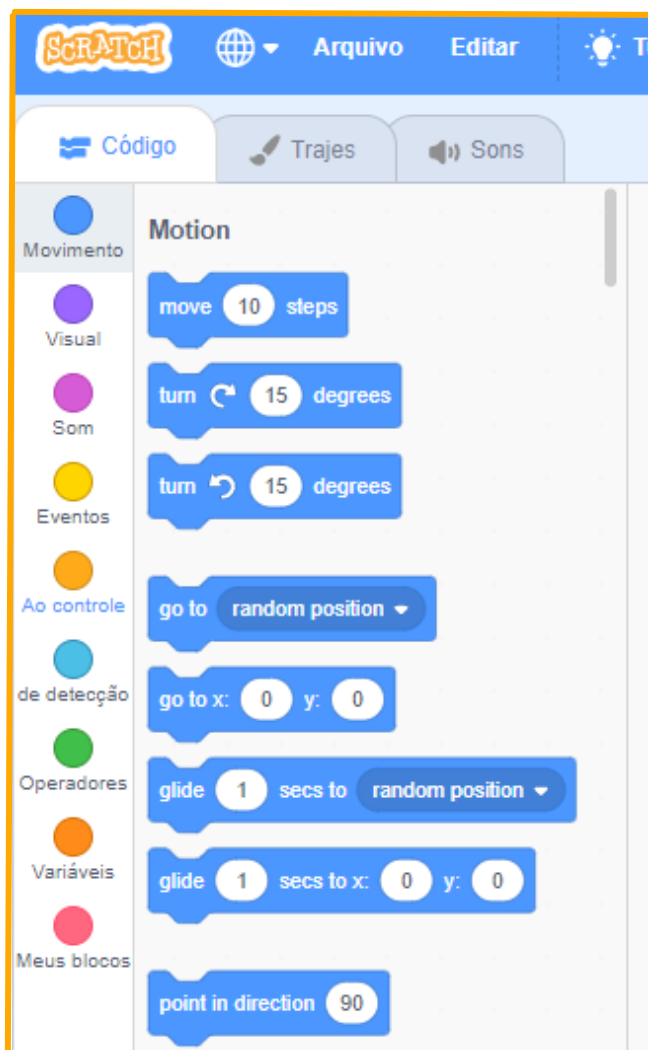 SCRATCH Arquivo Editar
Código Trajes Sons
Movimento
Visual
Som
Eventos
Ao controle
de detecção
Operadores
Variáveis
Meus blocos
Motion
move 10 steps
turn 15 degrees
turn 15 degrees
go to random position
go to x: 0 y: 0
glide 1 secs to random position
glide 1 secs to x: 0 y: 0
point in direction 90